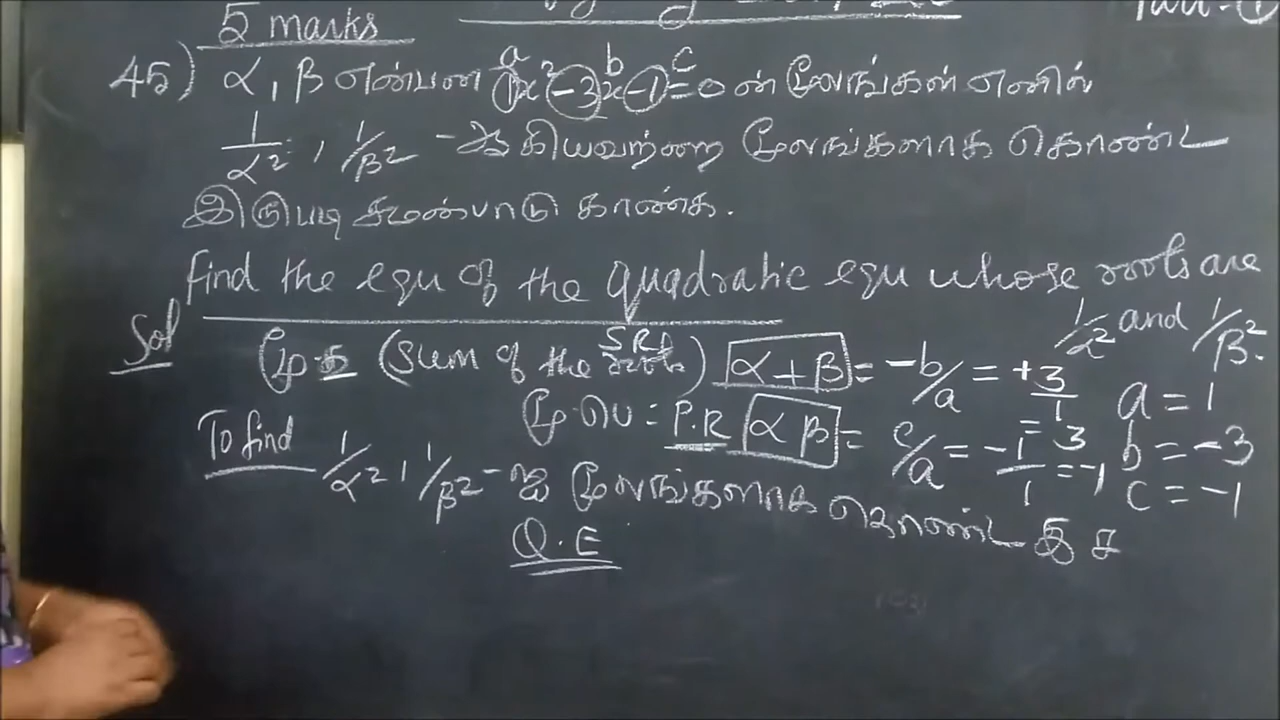 5 marks
45) α, β என்பன 1x² - 3x - 1 = 0 ன் மூலங்கள் எனில்
a b c
1/α², 1/β² - ஆகியவற்றை மூலங்களாக கொண்ட
இருபடி சமன்பாடு காண்க.
find the equ of the quadratic equ whose roots are
1/α² and 1/β².
Sol
மூ.கூ (Sum of the roots) SR α + β = -b/a = +3/1 = 3
a = 1
மூ.பெ = P.R αβ = c/a = -1/1 = -1
b = -3
c = -1
To find 1/α², 1/β² - ஐ மூலங்களாக கொண்ட இ ச
Q.E